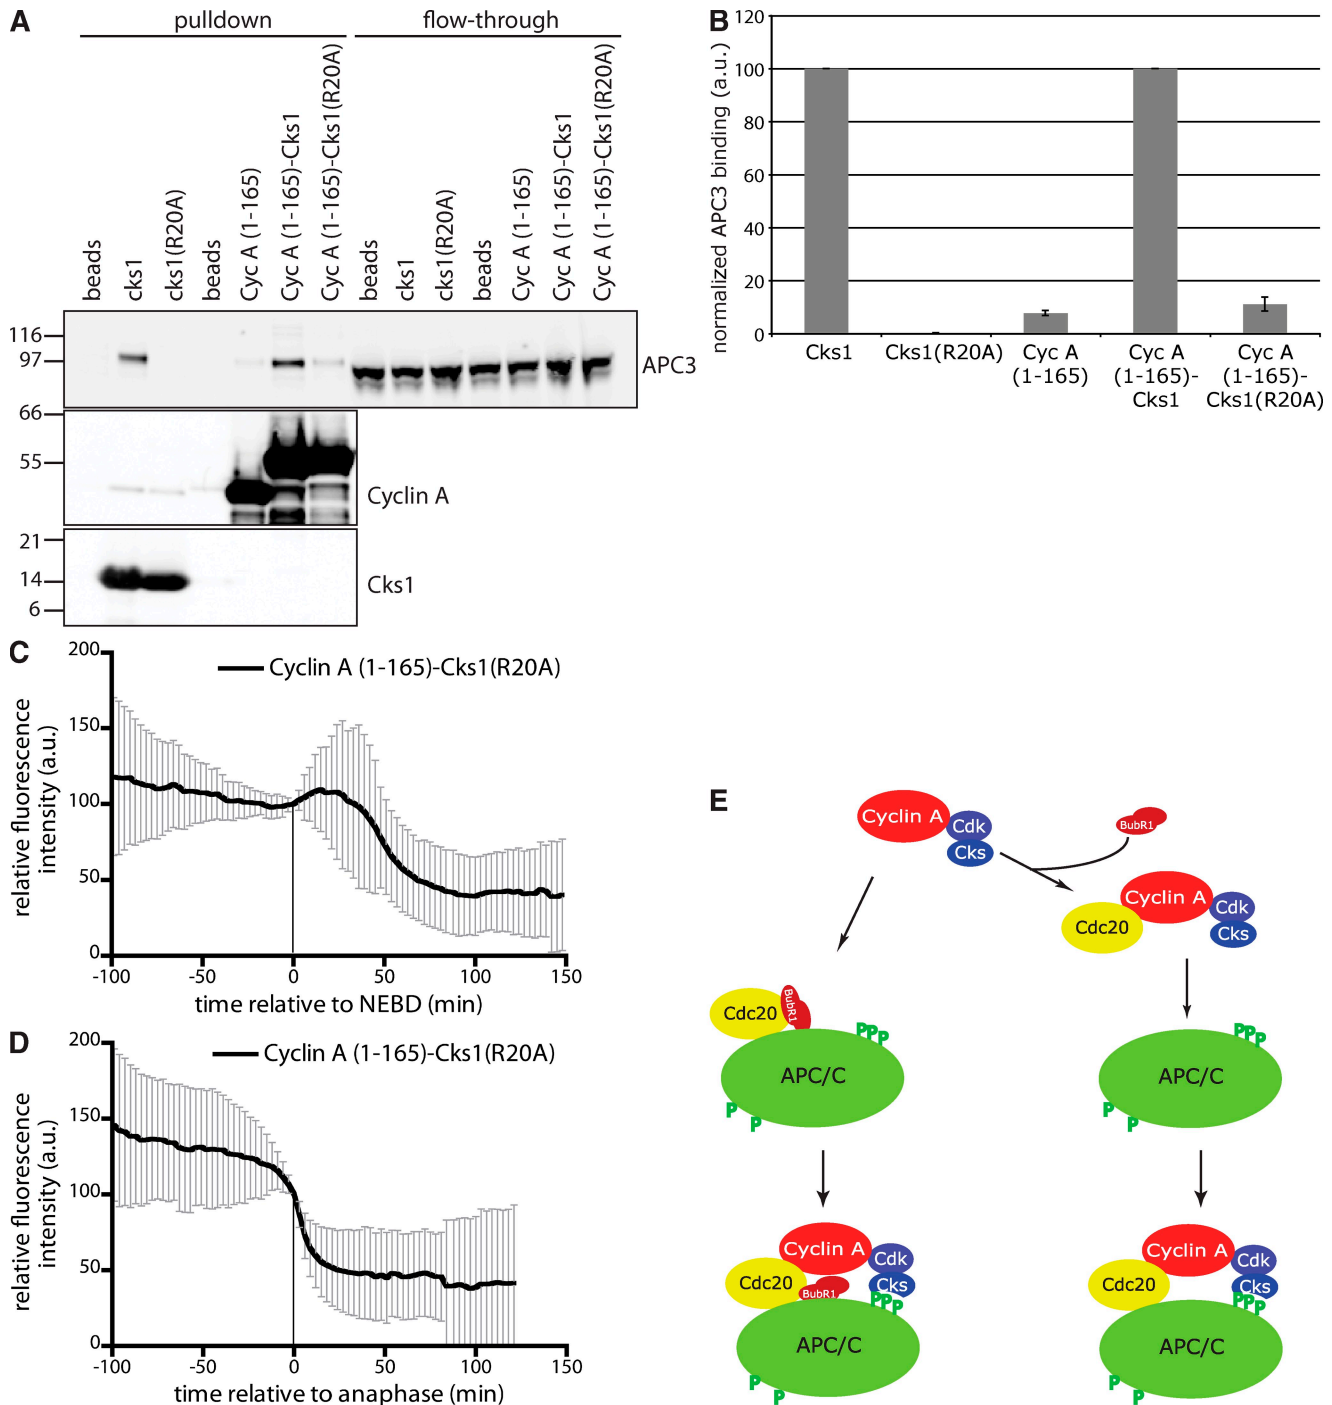 A
pulldown
flow-through
beads
cks1
cks1(R20A)
beads
Cyc A (1-165)
Cyc A (1-165)-Cks1
Cyc A (1-165)-Cks1(R20A)
beads
cks1
cks1(R20A)
beads
Cyc A (1-165)
Cyc A (1-165)-Cks1
Cyc A (1-165)-Cks1(R20A)
116
97
APC3
66
55
Cyclin A
21
14
6
Cks1
B
normalized APC3 binding (a.u.)
120
100
80
60
40
20
0
Cks1
Cks1(R20A)
Cyc A
(1-165)
Cyc A
(1-165)-
Cks1
Cyc A
(1-165)-
Cks1(R20A)
C
Cyclin A (1-165)-Cks1(R20A)
relative fluorescence
intensity (a.u.)
200
150
100
50
0
-100
-50
0
50
100
150
time relative to NEBD (min)
D
Cyclin A (1-165)-Cks1(R20A)
relative fluorescence
intensity (a.u.)
200
150
100
50
0
-100
-50
0
50
100
150
time relative to anaphase (min)
E
Cyclin A
Cdk
Cks
BubR1
Cyclin A
Cdk
Cks
Cdc20
Cdc20
BubR1
PPP
APC/C
P
P
PPP
APC/C
P
P
Cyclin A
Cdk
Cks
Cdc20
BubR1
PPP
APC/C
P
P
Cyclin A
Cdk
Cks
Cdc20
PPP
APC/C
P
P